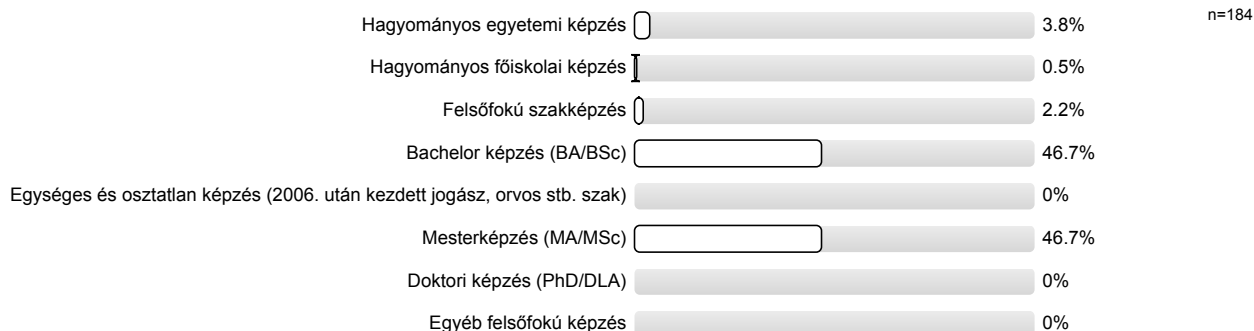 Hagyományos egyetemi képzés 3.8% n=184
Hagyományos főiskolai képzés 0.5%
Felsőfokú szakképzés 2.2%
Bachelor képzés (BA/BSc) 46.7%
Egységes és osztatlan képzés (2006. után kezdett jogász, orvos stb. szak) 0%
Mesterképzés (MA/MSc) 46.7%
Doktori képzés (PhD/DLA) 0%
Egyéb felsőfokú képzés 0%